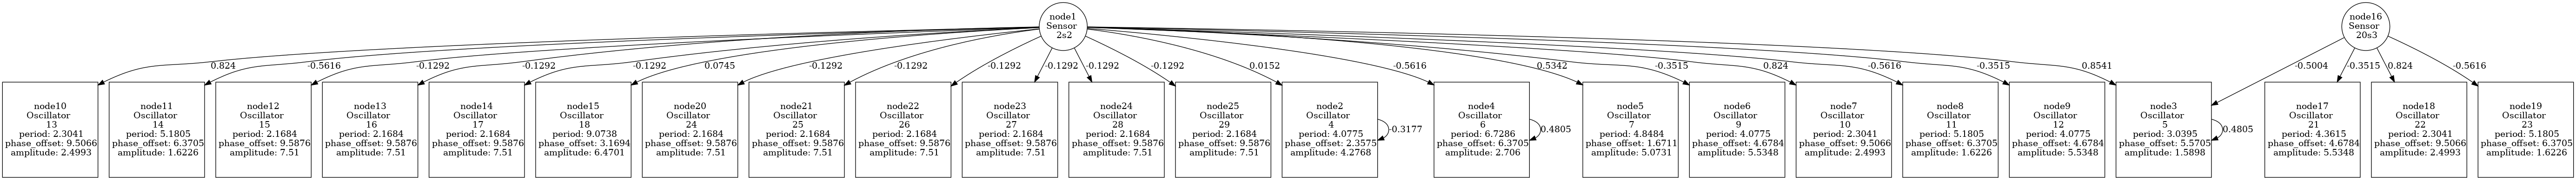 node1
Sensor
2s2
node16
Sensor
20s3
0.824
-0.5616
-0.1292
-0.1292
-0.1292
0.0745
-0.1292
-0.1292
-0.1292
-0.1292
-0.1292
-0.1292
0.0152
-0.5616
0.5342
-0.3515
0.824
-0.5616
-0.3515
0.8541
-0.5004
-0.3515
0.824
-0.5616
node10
Oscillator
13
period: 2.3041
phase_offset: 9.5066
amplitude: 2.4993
node11
Oscillator
14
period: 5.1805
phase_offset: 6.3705
amplitude: 1.6226
node12
Oscillator
15
period: 2.1684
phase_offset: 9.5876
amplitude: 7.51
node13
Oscillator
16
period: 2.1684
phase_offset: 9.5876
amplitude: 7.51
node14
Oscillator
17
period: 2.1684
phase_offset: 9.5876
amplitude: 7.51
node15
Oscillator
18
period: 9.0738
phase_offset: 3.1694
amplitude: 6.4701
node20
Oscillator
24
period: 2.1684
phase_offset: 9.5876
amplitude: 7.51
node21
Oscillator
25
period: 2.1684
phase_offset: 9.5876
amplitude: 7.51
node22
Oscillator
26
period: 2.1684
phase_offset: 9.5876
amplitude: 7.51
node23
Oscillator
27
period: 2.1684
phase_offset: 9.5876
amplitude: 7.51
node24
Oscillator
28
period: 2.1684
phase_offset: 9.5876
amplitude: 7.51
node25
Oscillator
29
period: 2.1684
phase_offset: 9.5876
amplitude: 7.51
node2
Oscillator
4
period: 4.0775
phase_offset: 2.3575
amplitude: 4.2768
-0.3177
node4
Oscillator
6
period: 6.7286
phase_offset: 6.3705
amplitude: 2.706
0.4805
node5
Oscillator
7
period: 4.8484
phase_offset: 1.6711
amplitude: 5.0731
node6
Oscillator
9
period: 4.0775
phase_offset: 4.6784
amplitude: 5.5348
node7
Oscillator
10
period: 2.3041
phase_offset: 9.5066
amplitude: 2.4993
node8
Oscillator
11
period: 5.1805
phase_offset: 6.3705
amplitude: 1.6226
node9
Oscillator
12
period: 4.0775
phase_offset: 4.6784
amplitude: 5.5348
node3
Oscillator
5
period: 3.0395
phase_offset: 5.5705
amplitude: 1.5898
0.4805
node17
Oscillator
21
period: 4.3615
phase_offset: 4.6784
amplitude: 5.5348
node18
Oscillator
22
period: 2.3041
phase_offset: 9.5066
amplitude: 2.4993
node19
Oscillator
23
period: 5.1805
phase_offset: 6.3705
amplitude: 1.6226